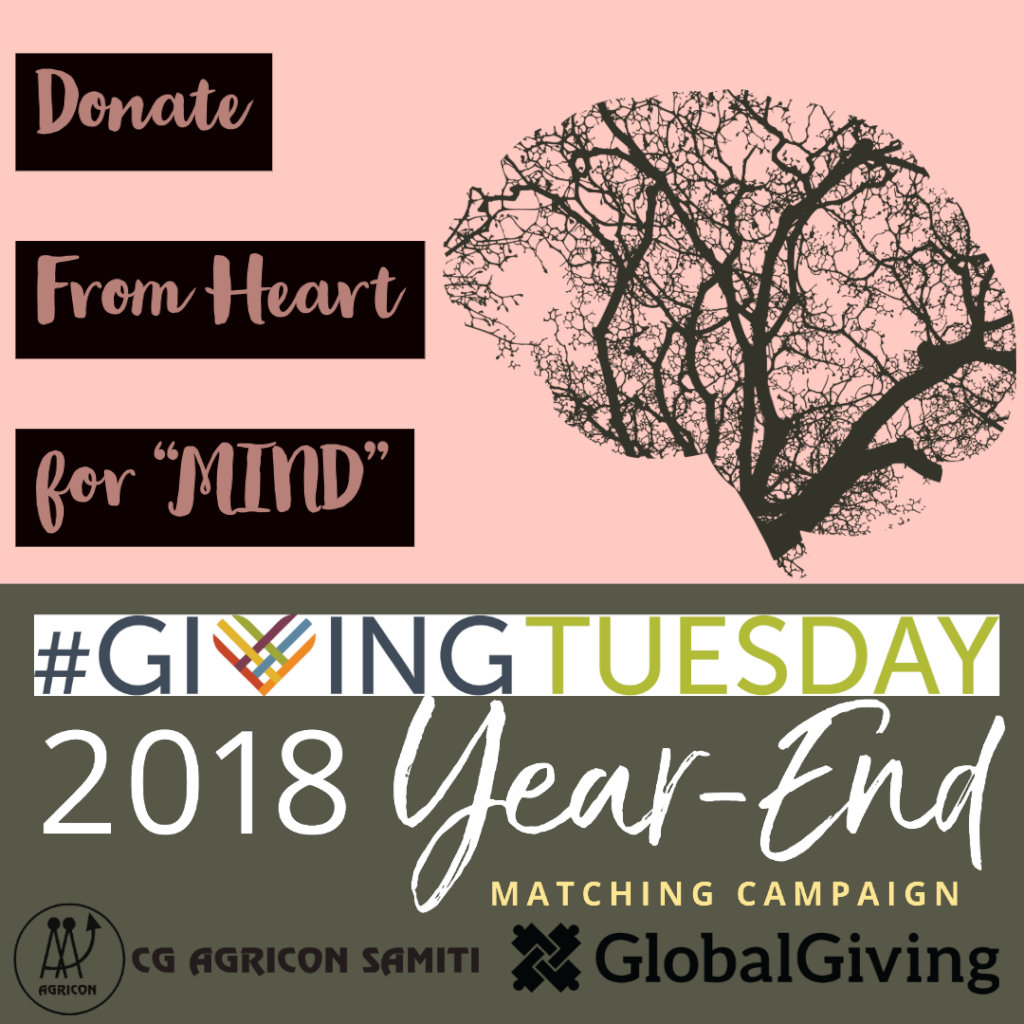 Donate
From Heart
for “MIND”
#GIVINGTUESDAY
2018 Year-End
MATCHING CAMPAIGN
AGRICON
CG AGRICON SAMITI
GlobalGiving